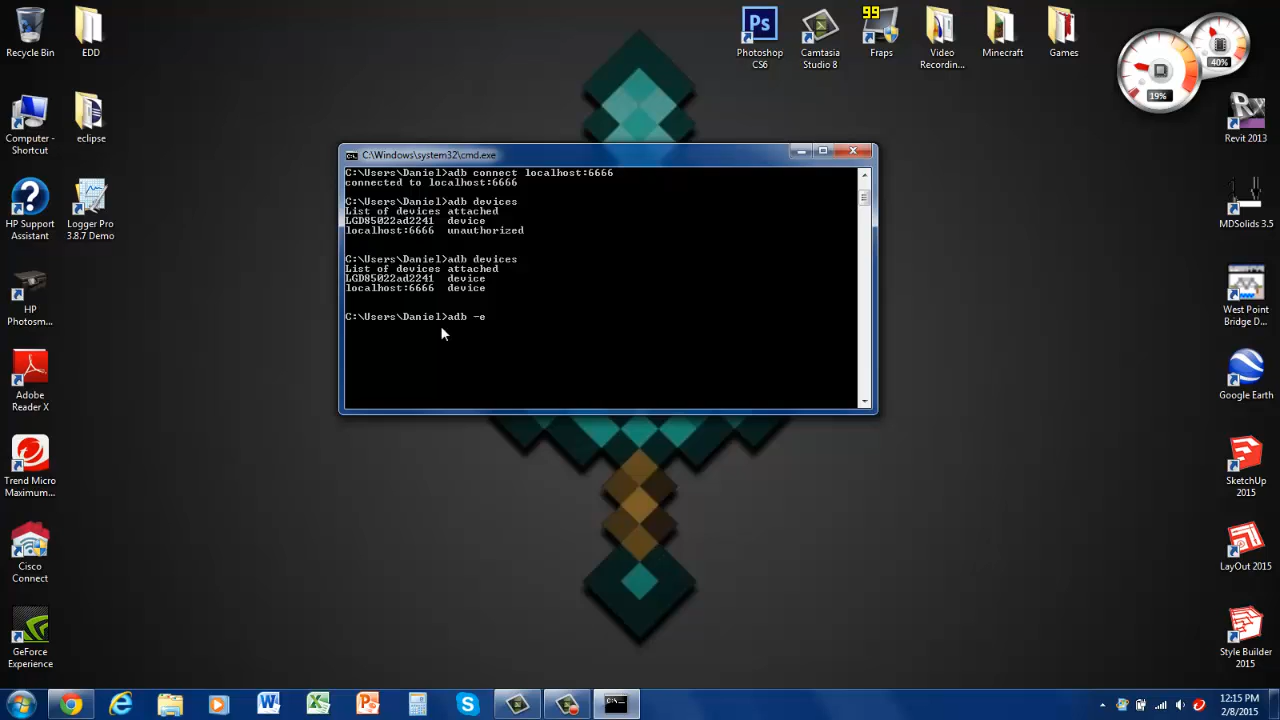 Recycle Bin
EDD
Photoshop
CS6
Camtasia
Studio 8
99
Fraps
Video
Recordin...
Minecraft
Games
40%
19%
Computer -
Shortcut
eclipse
Revit 2013
C:\Windows\system32\cmd.exe
C:\Users\Daniel>adb connect localhost:6666
connected to localhost:6666
C:\Users\Daniel>adb devices
List of devices attached
LGD85022ad2241 device
localhost:6666 unauthorized
C:\Users\Daniel>adb devices
List of devices attached
LGD85022ad2241 device
localhost:6666 device
C:\Users\Daniel>adb -e
HP Support
Assistant
Logger Pro
3.8.7 Demo
MDSolids 3.5
HP
Photosm...
West Point
Bridge D...
Adobe
Reader X
Google Earth
Trend Micro
Maximum...
SketchUp
2015
Cisco
Connect
LayOut 2015
GeForce
Experience
Style Builder
2015
12:15 PM
2/8/2015